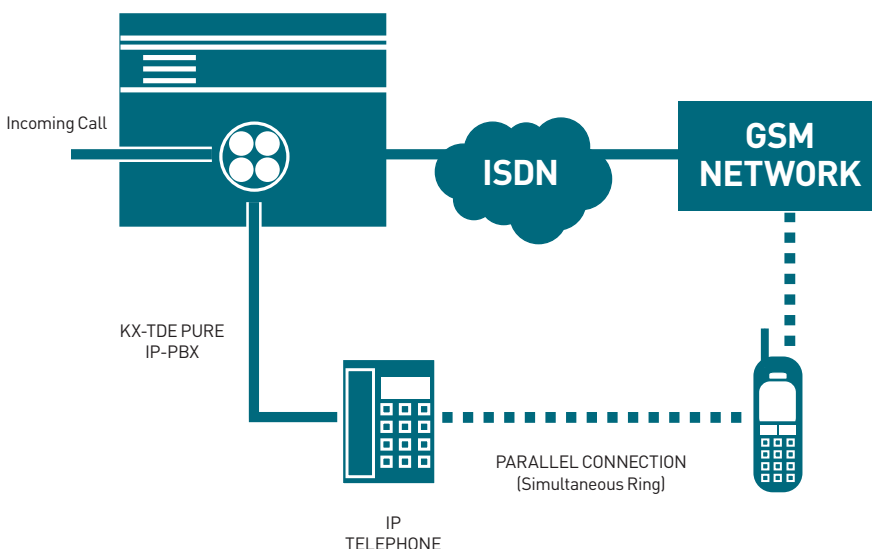 Incoming Call
ISDN
GSM
NETWORK
KX-TDE PURE
IP-PBX
PARALLEL CONNECTION
(Simultaneous Ring)
IP
TELEPHONE